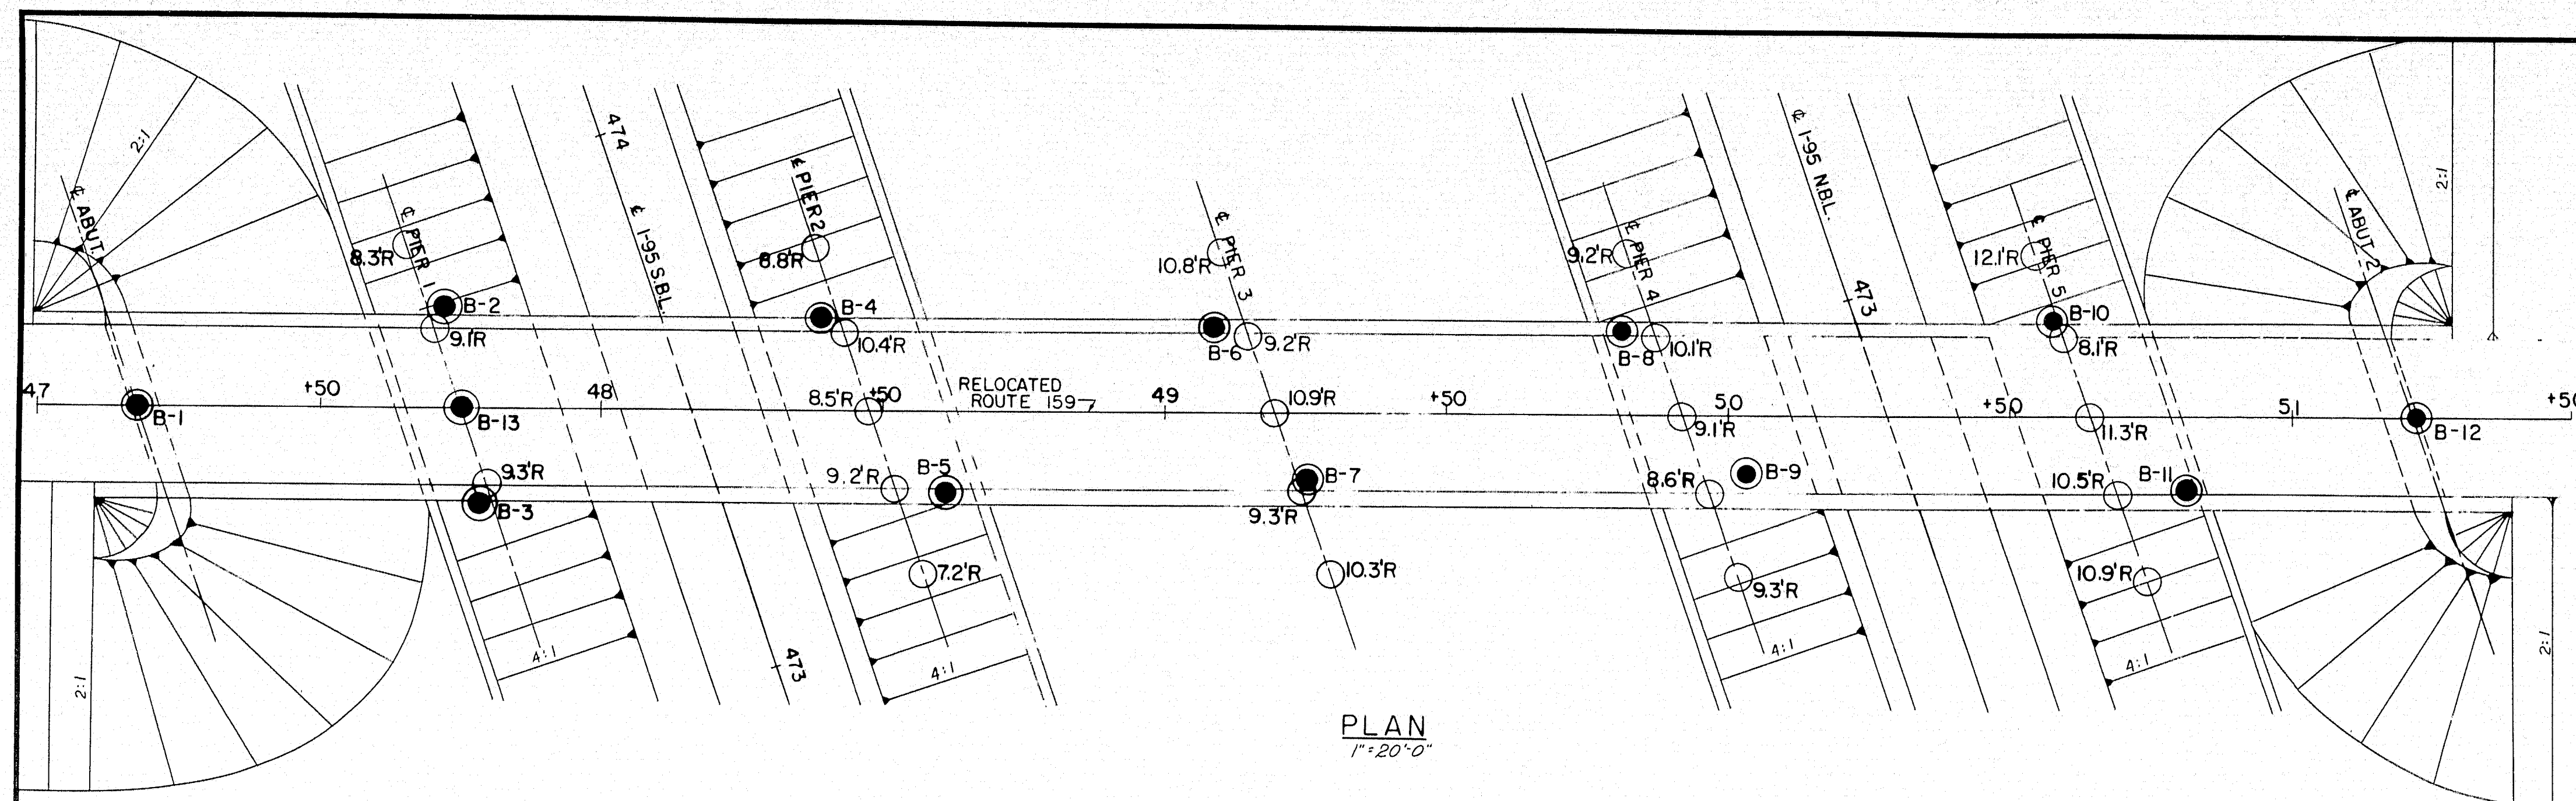 2:1
474
℄ I-95 N.B.L.
2:1
℄ ABUT. 1
℄ PIER 1
℄ I-95 S.B.L.
℄ PIER 2
℄ PIER 3
℄ PIER 4
473
℄ PIER 5
℄ ABUT. 2
8.3'R
8.8'R
10.8'R
9.2'R
12.1'R
B-2
B-4
B-6
B-8
B-10
9.1'R
10.4'R
9.2'R
10.1'R
8.1'R
47
+50
48
+50
RELOCATED
ROUTE 159
49
+50
50
+50
51
+50
B-1
B-13
8.5'R
10.9'R
9.1'R
11.3'R
B-12
9.3'R
9.2'R
B-5
B-7
8.6'R
B-9
10.5'R
B-11
B-3
9.3'R
7.2'R
10.3'R
9.3'R
10.9'R
2:1
4:1
473
4:1
4:1
4:1
2:1
PLAN
1"=20'-0"